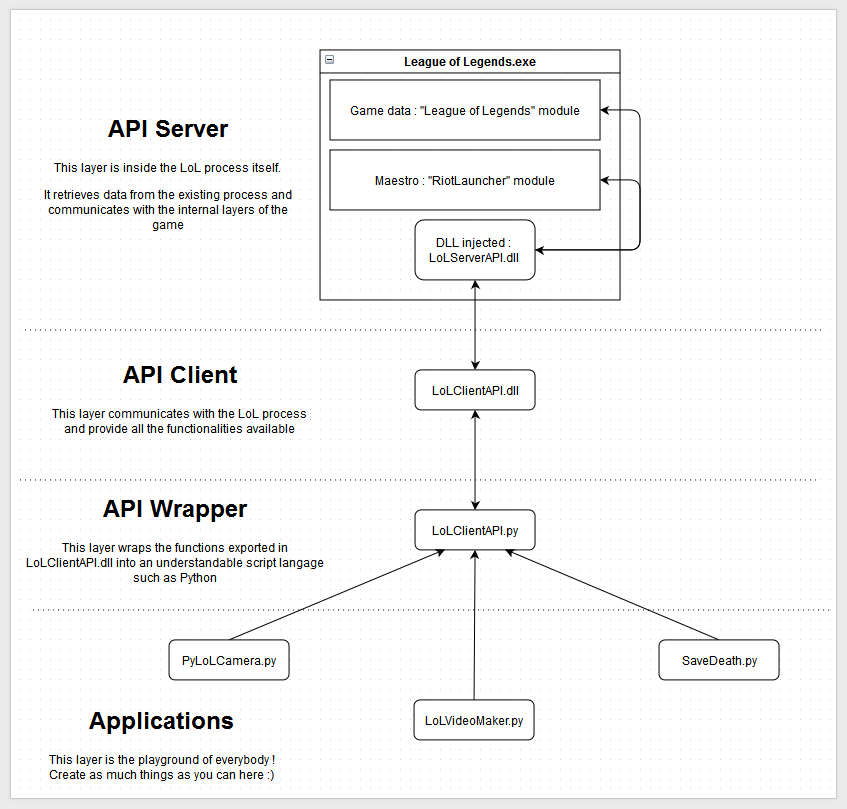 League of Legends.exe
Game data : "League of Legends" module
API Server
This layer is inside the LoL process itself.
Maestro : "RiotLauncher" module
It retrieves data from the existing process and
communicates with the internal layers of the
game
DLL injected :
LoLServerAPI.dll
API Client
LoLClientAPI.dll
This layer communicates with the LoL process
and provide all the functionalities available
API Wrapper
LoLClientAPI.py
This layer wraps the functions exported in
LoLClientAPI.dll into an understandable script langage
such as Python
PyLoLCamera.py
SaveDeath.py
Applications
LoLVideoMaker.py
This layer is the playground of everybody !
Create as much things as you can here :)